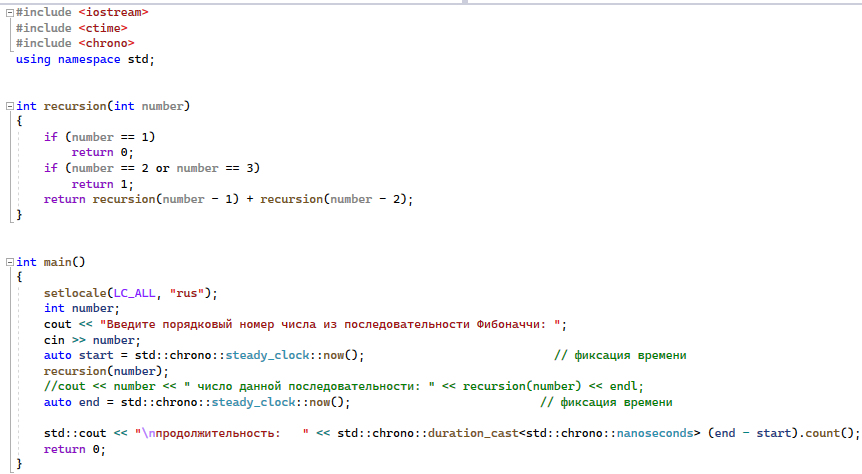 #include <iostream>
#include <ctime>
#include <chrono>
using namespace std;
int recursion(int number)
{
if (number == 1)
return 0;
if (number == 2 or number == 3)
return 1;
return recursion(number - 1) + recursion(number - 2);
}
int main()
{
setlocale(LC_ALL, "rus");
int number;
cout << "Введите порядковый номер числа из последовательности Фибоначчи: ";
cin >> number;
auto start = std::chrono::steady_clock::now(); // фиксация времени
recursion(number);
//cout << number << " число данной последовательности: " << recursion(number) << endl;
auto end = std::chrono::steady_clock::now(); // фиксация времени
std::cout << "\nпродолжительность:   " << std::chrono::duration_cast<std::chrono::nanoseconds> (end - start).count();
return 0;
}